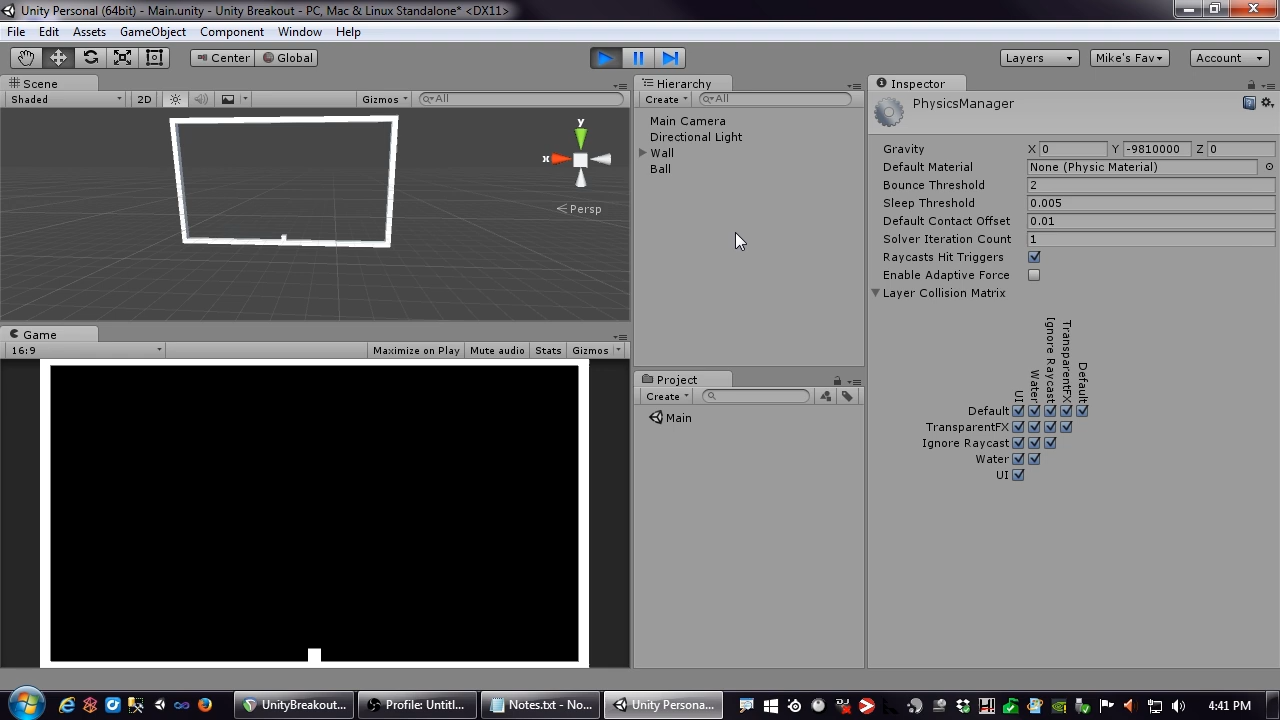 Unity Personal (64bit) - Main.unity - Unity Breakout - PC, Mac & Linux Standalone* <DX11>
File Edit Assets GameObject Component Window Help
Center Global Layers Mike's Fav Account
Scene
Shaded 2D Gizmos All
y
x
Persp
Game
16:9 Maximize on Play Mute audio Stats Gizmos
Hierarchy
Create All
Main Camera
Directional Light
Wall
Ball
Project
Create
Main
Inspector
PhysicsManager
Gravity X 0 Y -9810000 Z 0
Default Material None (Physic Material)
Bounce Threshold 2
Sleep Threshold 0.005
Default Contact Offset 0.01
Solver Iteration Count 1
Raycasts Hit Triggers
Enable Adaptive Force
Layer Collision Matrix
UI
Water
Ignore Raycast
TransparentFX
Default
Default
TransparentFX
Ignore Raycast
Water
UI
UnityBreakout... Profile: Untitl... Notes.txt - No... Unity Persona... 4:41 PM